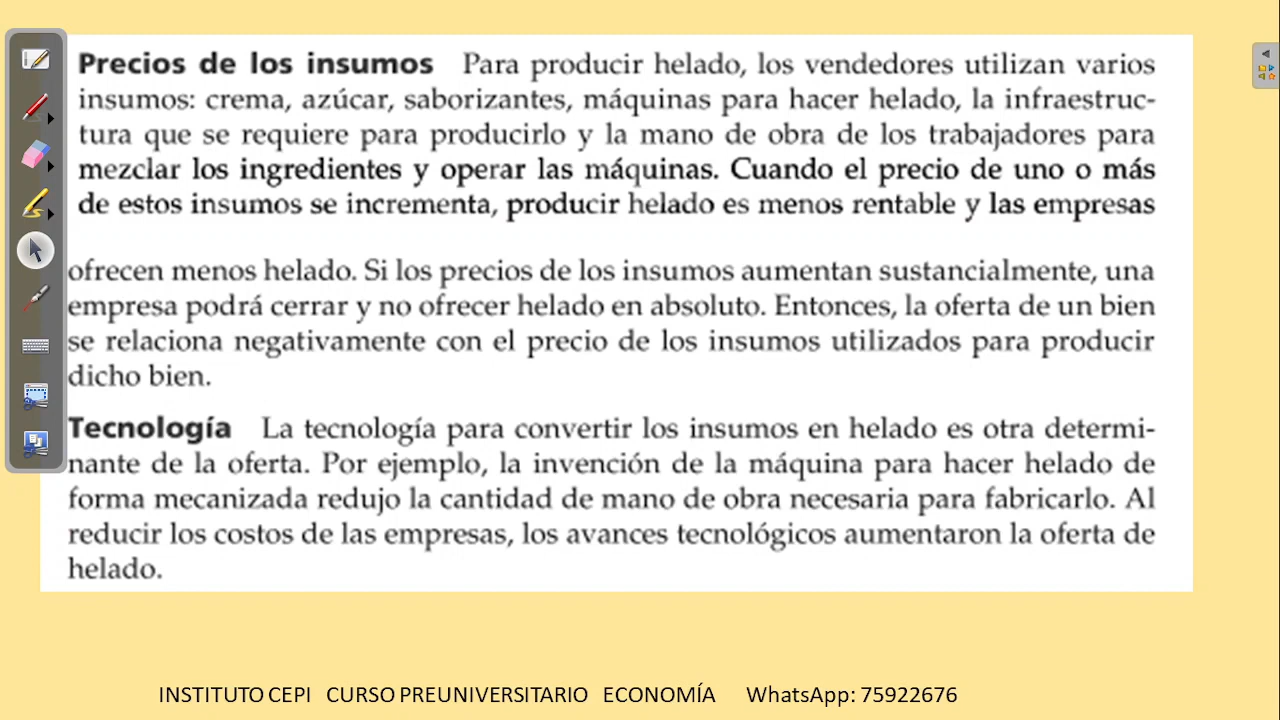 Precios de los insumos Para producir helado, los vendedores utilizan varios
insumos: crema, azúcar, saborizantes, máquinas para hacer helado, la infraestruc-
tura que se requiere para producirlo y la mano de obra de los trabajadores para
mezclar los ingredientes y operar las máquinas. Cuando el precio de uno o más
de estos insumos se incrementa, producir helado es menos rentable y las empresas
ofrecen menos helado. Si los precios de los insumos aumentan sustancialmente, una
empresa podrá cerrar y no ofrecer helado en absoluto. Entonces, la oferta de un bien
se relaciona negativamente con el precio de los insumos utilizados para producir
dicho bien.
Tecnología La tecnología para convertir los insumos en helado es otra determi-
nante de la oferta. Por ejemplo, la invención de la máquina para hacer helado de
forma mecanizada redujo la cantidad de mano de obra necesaria para fabricarlo. Al
reducir los costos de las empresas, los avances tecnológicos aumentaron la oferta de
helado.
INSTITUTO CEPI CURSO PREUNIVERSITARIO ECONOMÍA WhatsApp: 75922676